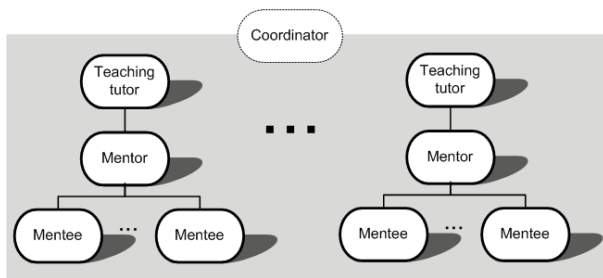 Coordinator
Teaching
tutor
Teaching
tutor
...
Mentor
Mentor
Mentee
...
Mentee
Mentee
...
Mentee